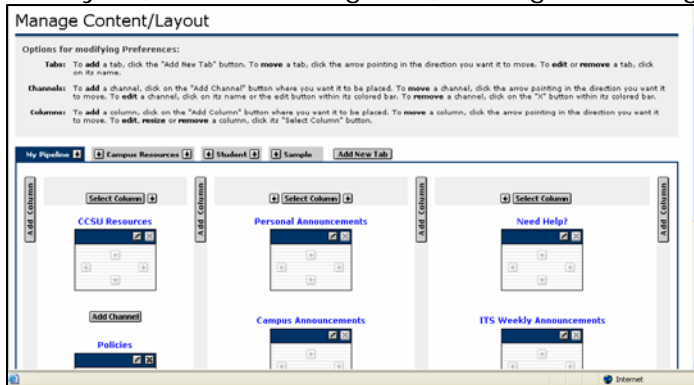 Manage Content/Layout
Options for modifying Preferences:
Tabs: To add a tab, click the "Add New Tab" button. To move a tab, click the arrow pointing in the direction you want it to move. To edit or remove a tab, click
on its name.
Channels: To add a channel, click on the "Add Channel" button where you want it to be placed. To move a channel, click the arrow pointing in the direction you want it
to move. To edit a channel, click on its name or the edit button within its colored bar. To remove a channel, click on the "X" button within its colored bar.
Columns: To add a column, click on the "Add Column" button where you want it to be placed. To move a column, click the arrow pointing in the direction you want it
to move. To edit, resize or remove a column, click its "Select Column" button.
My Pipeline Campus Resources Student Sample Add New Tab
Add Column Select Column Add Column Select Column Add Column Select Column Add Column
CCSU Resources Personal Announcements Need Help?
Add Channel
Campus Announcements ITS Weekly Announcements
Policies
Internet